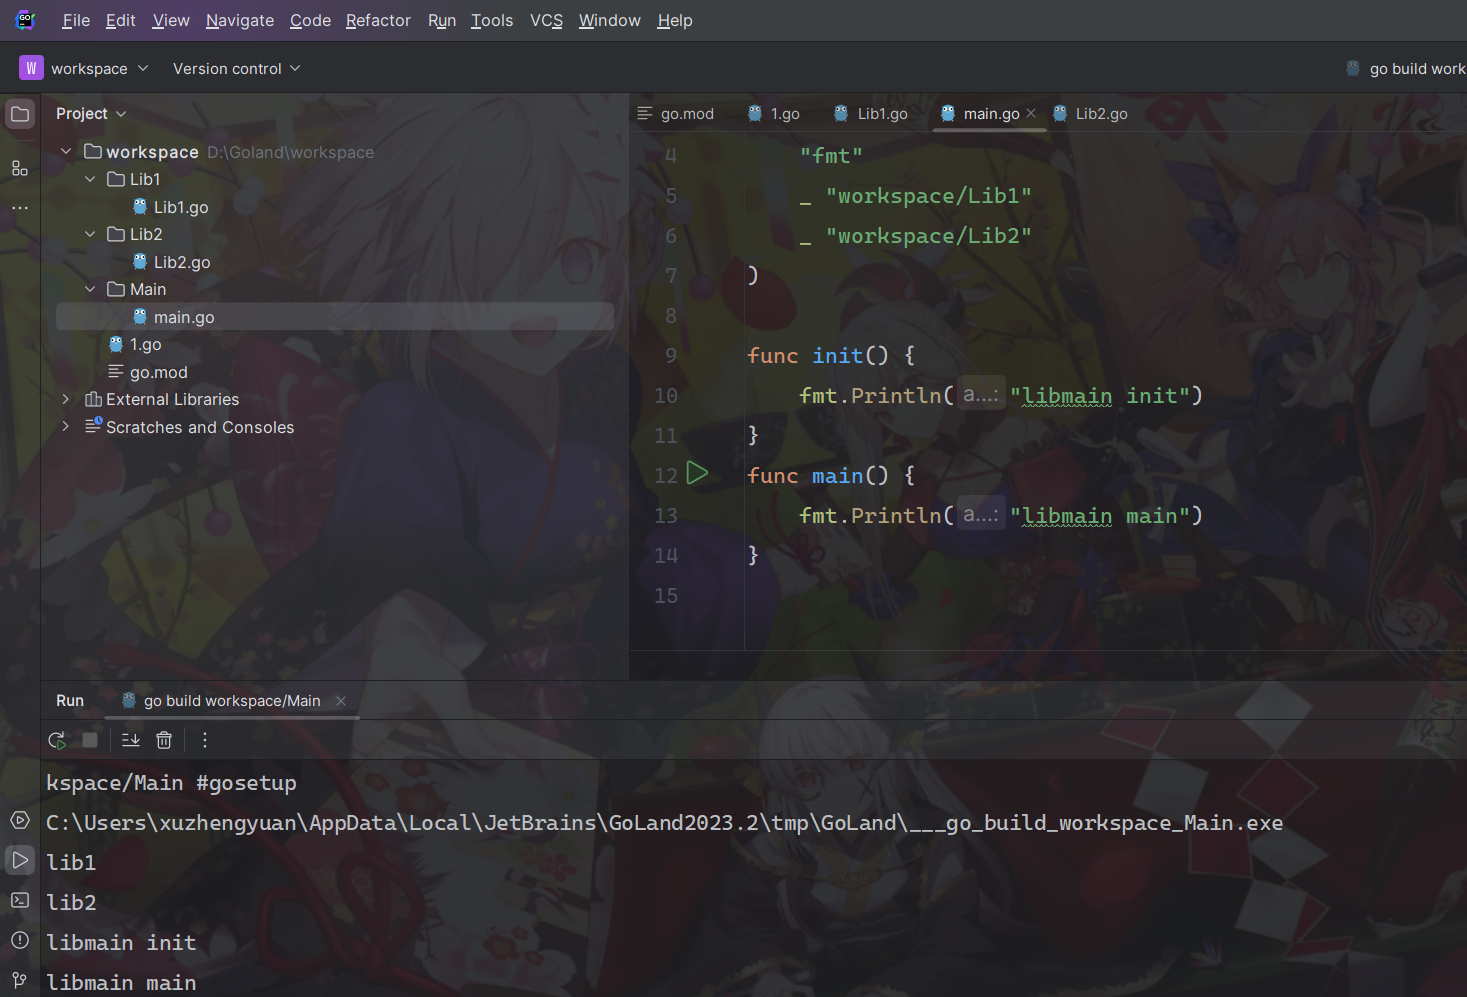 GO
File Edit View Navigate Code Refactor Run Tools VCS Window Help
W workspace Version control go build work
Project
go.mod 1.go Lib1.go main.go Lib2.go
workspace D:\Goland\workspace
Lib1
Lib1.go
Lib2
Lib2.go
Main
main.go
1.go
go.mod
External Libraries
Scratches and Consoles
4 "fmt"
5 _ "workspace/Lib1"
6 _ "workspace/Lib2"
7 )
8
9 func init() {
10 fmt.Println( a...: "libmain init")
11 }
12 func main() {
13 fmt.Println( a...: "libmain main")
14 }
15
Run go build workspace/Main
kspace/Main #gosetup
C:\Users\xuzhengyuan\AppData\Local\JetBrains\GoLand2023.2\tmp\GoLand\___go_build_workspace_Main.exe
lib1
lib2
libmain init
libmain main